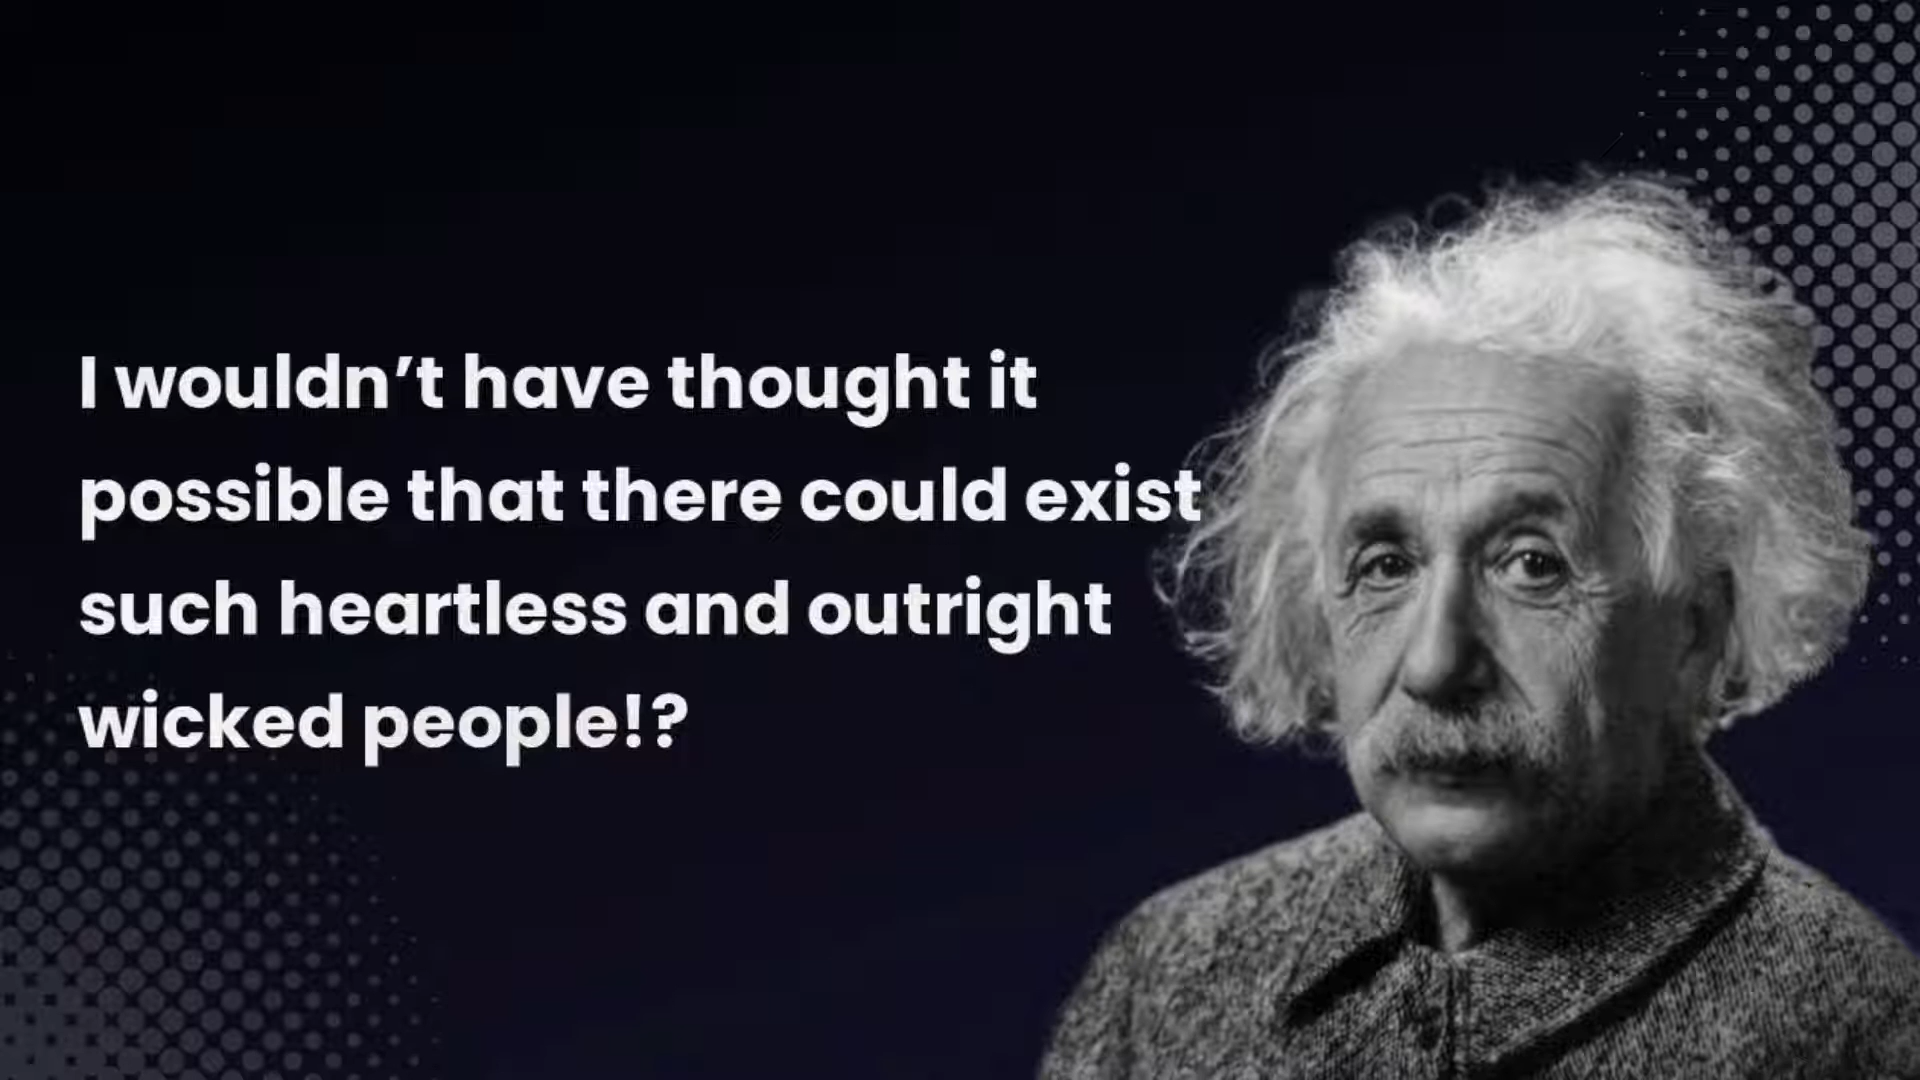 I wouldn’t have thought it
possible that there could exist
such heartless and outright
wicked people!?